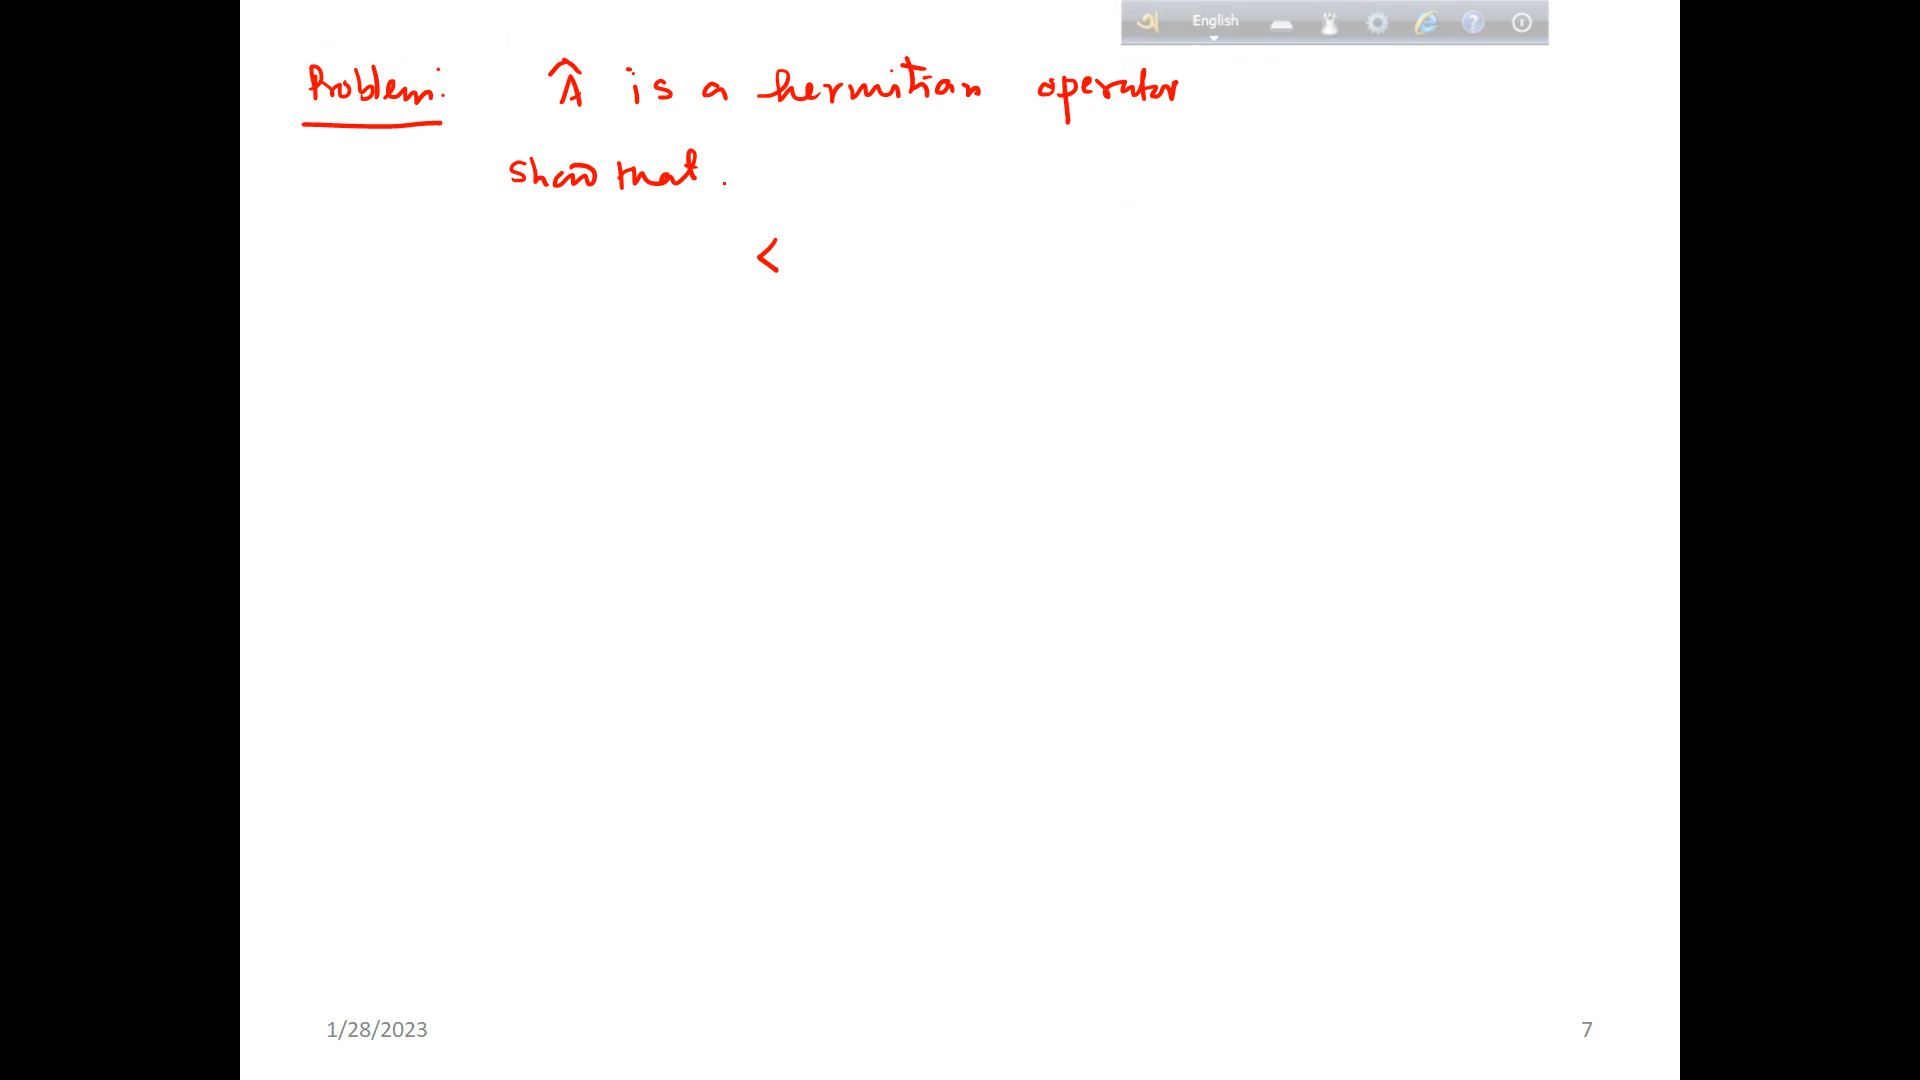 অ English
Problem: Â is a hermitian operator
show that .
<
1/28/2023 7